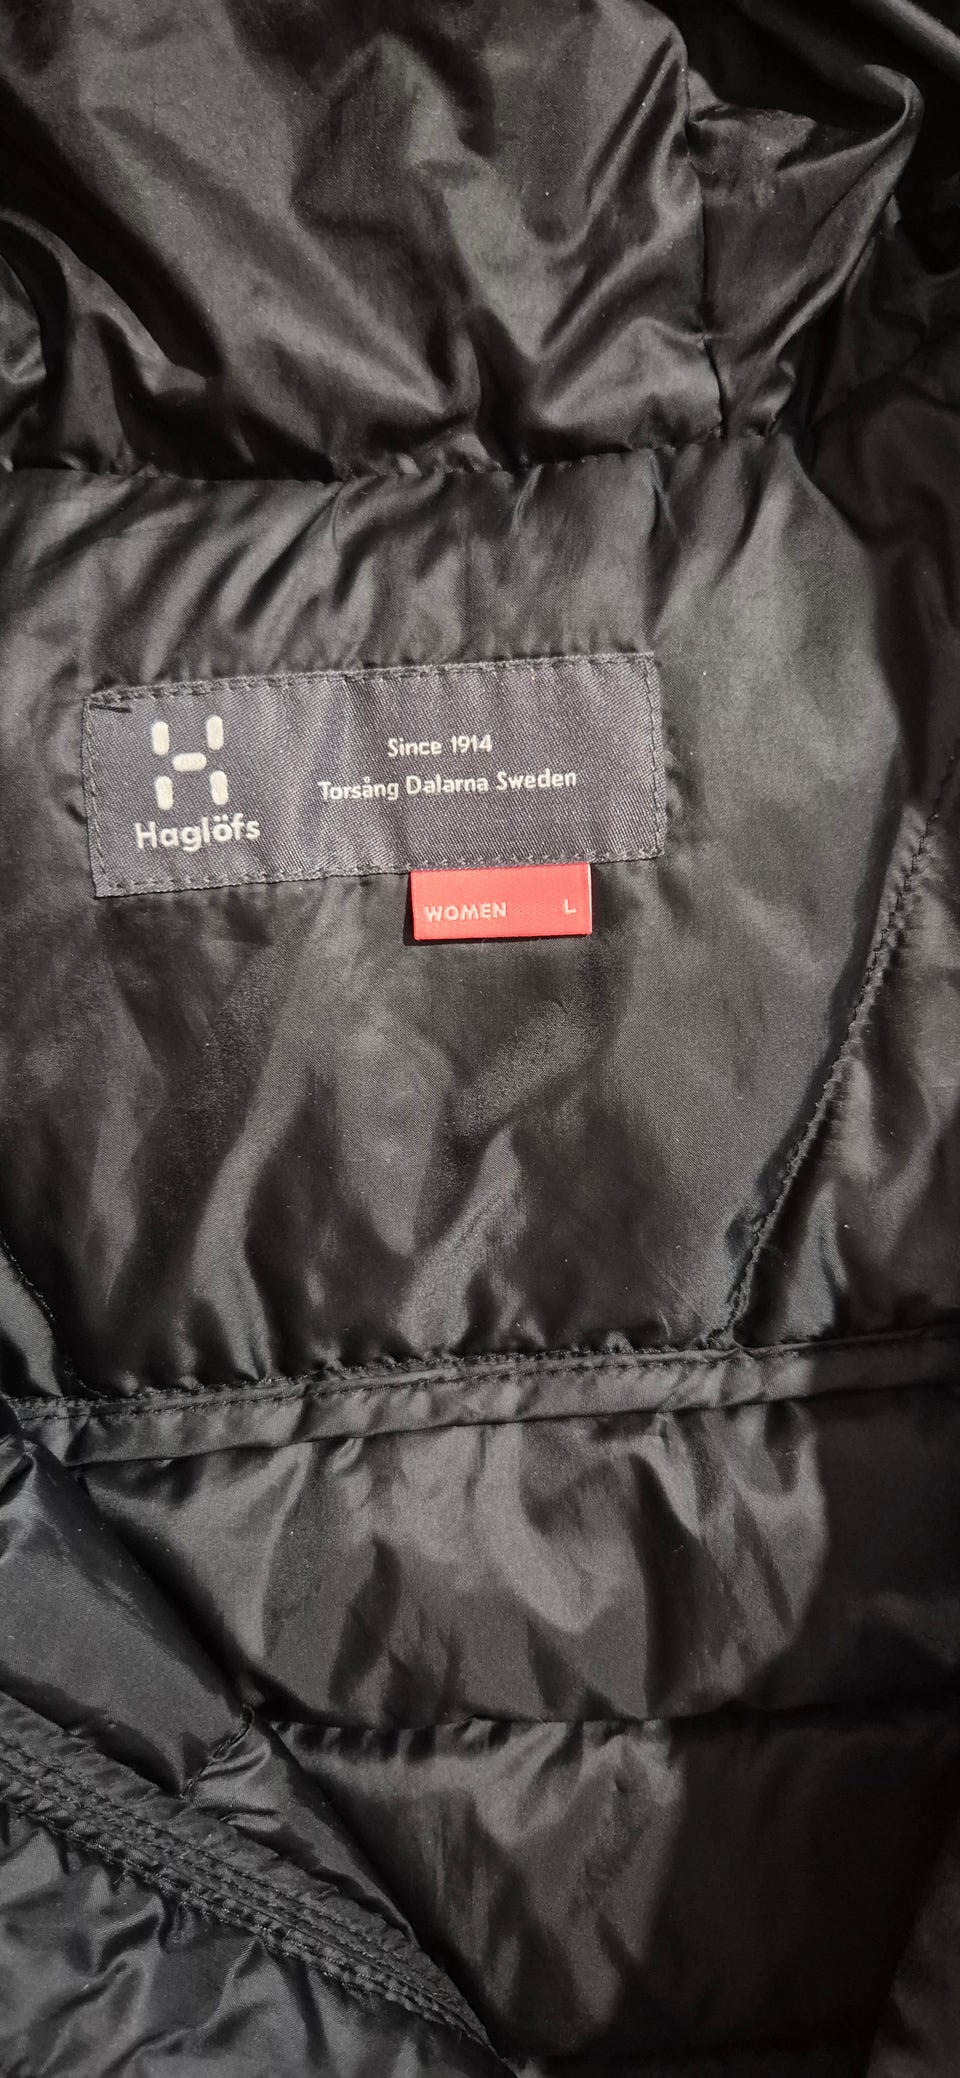 Since 1914
Torsång Dalarna Sweden
Haglöfs
WOMEN L